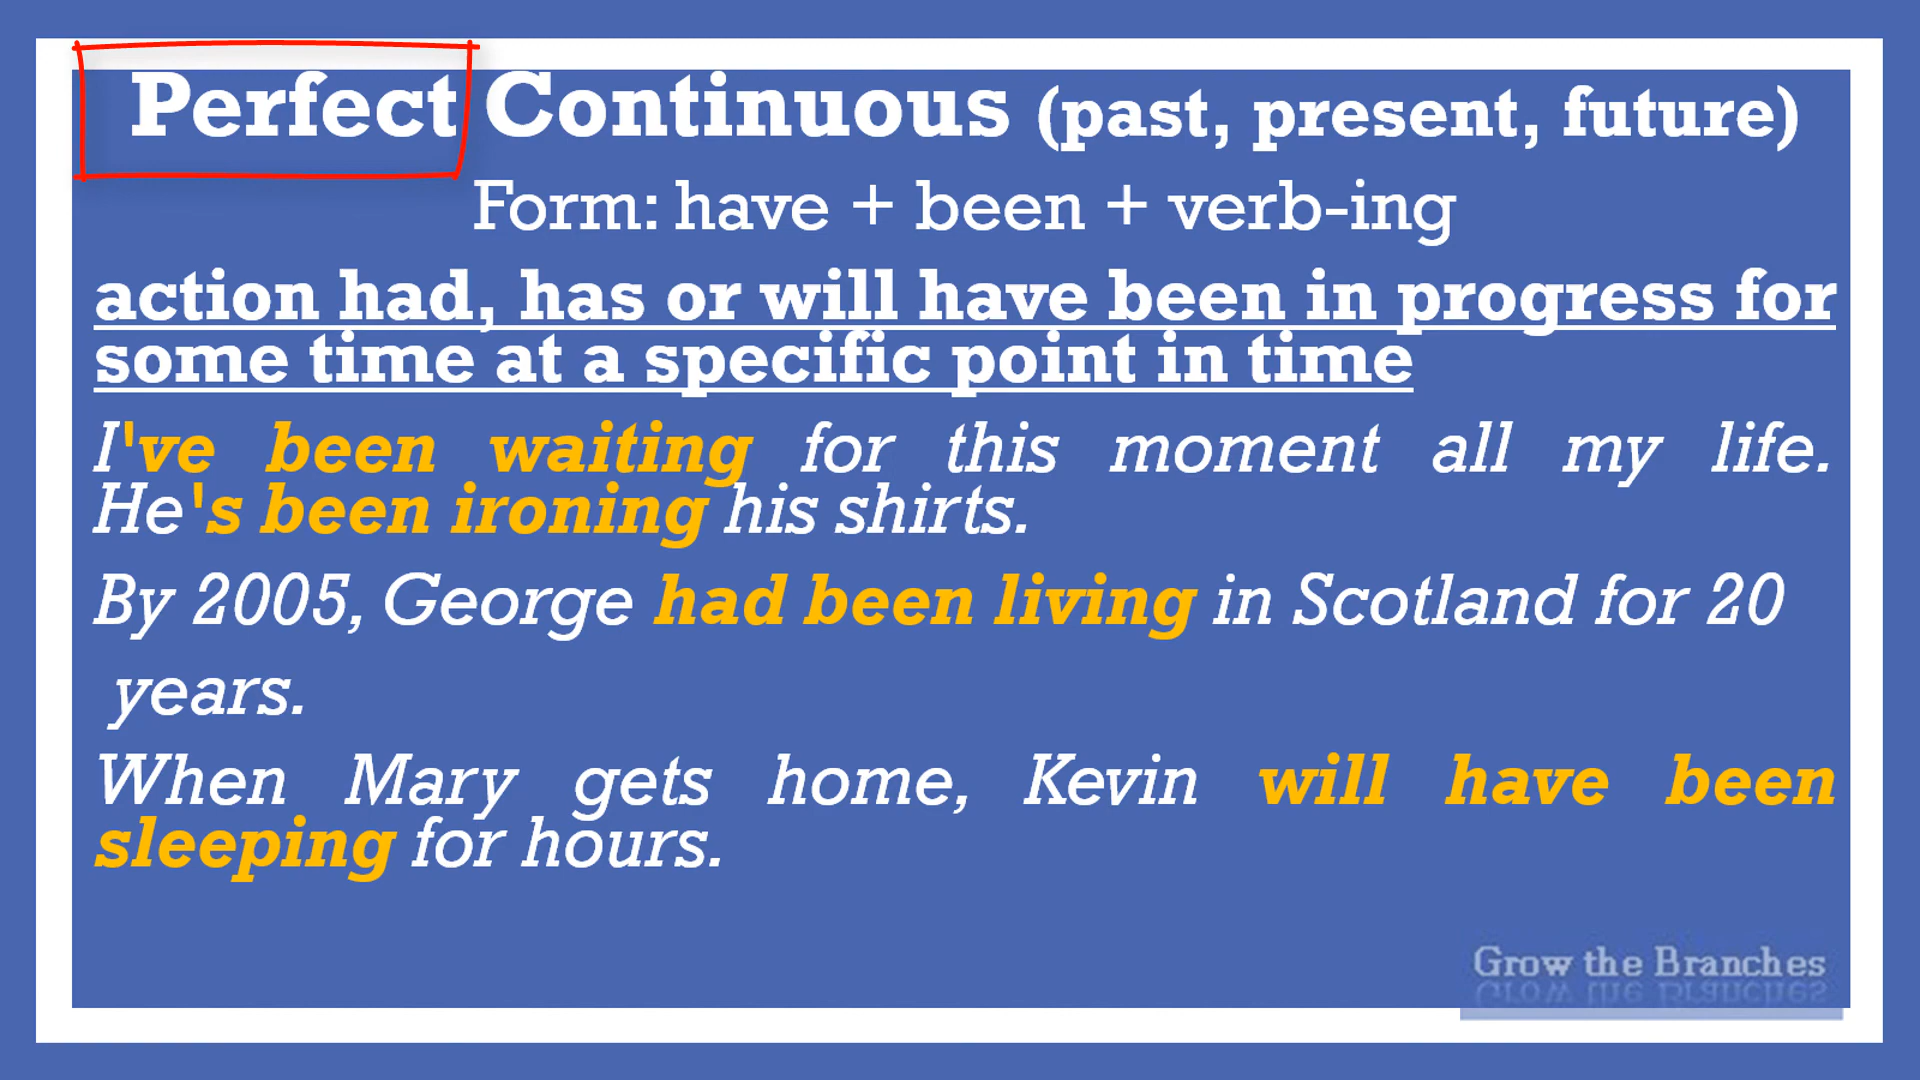 Perfect Continuous (past, present, future)
Form: have + been + verb-ing
action had, has or will have been in progress for
some time at a specific point in time
I've been waiting for this moment all my life.
He's been ironing his shirts.
By 2005, George had been living in Scotland for 20
years.
When Mary gets home, Kevin will have been
sleeping for hours.
Grow the Branches